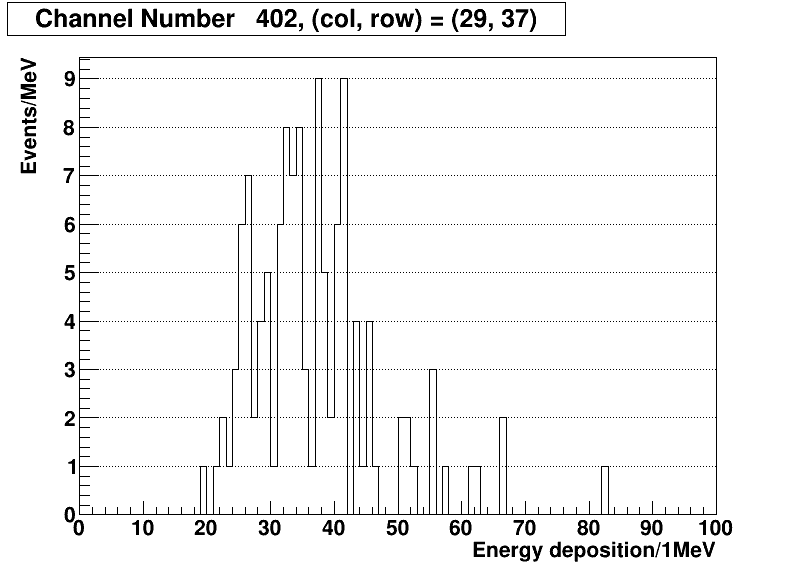 Channel Number 402, (col, row) = (29, 37)
Events/MeV
9
8
7
6
5
4
3
2
1
0
0 10 20 30 40 50 60 70 80 90 100
Energy deposition/1MeV